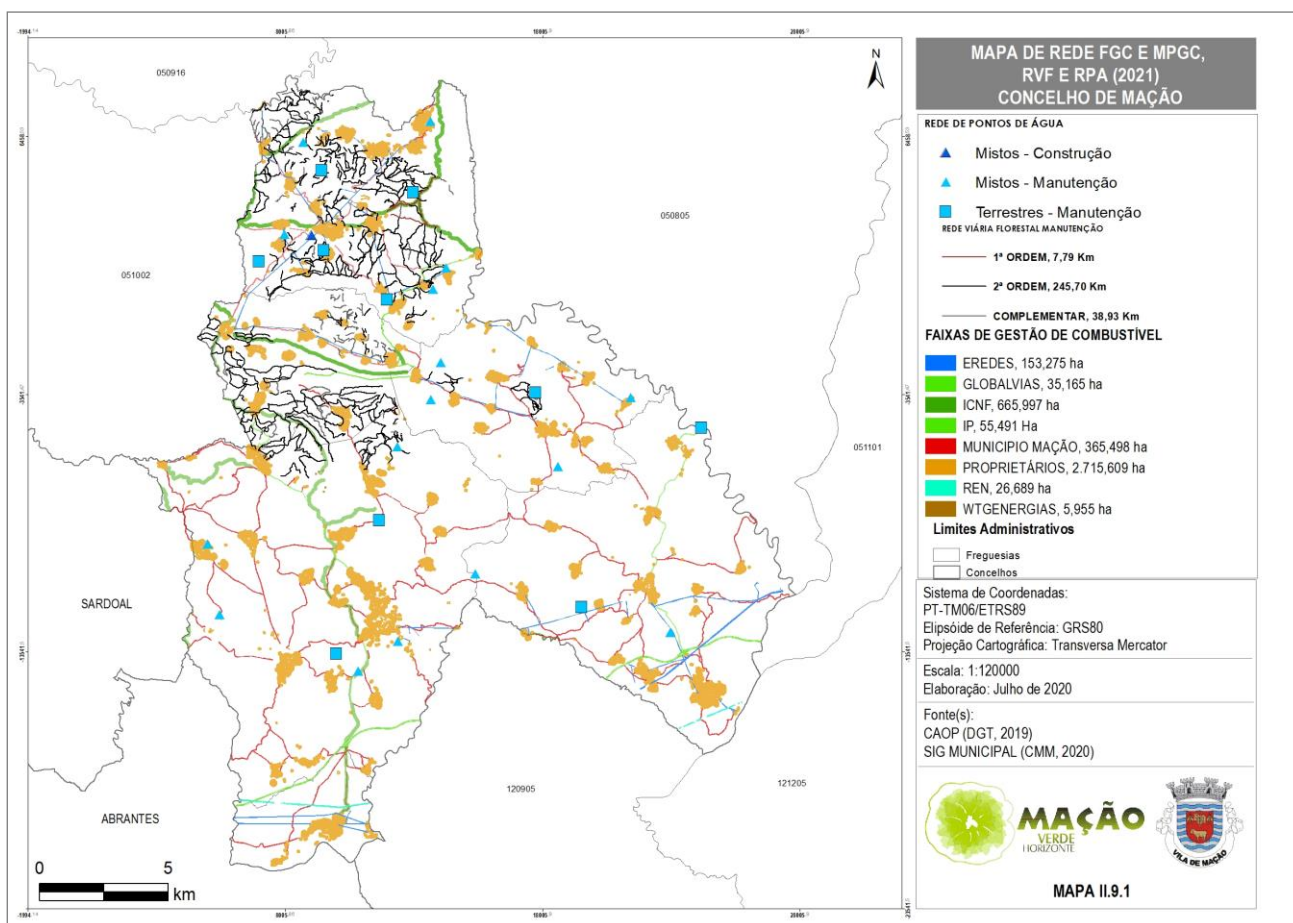 MAPA DE REDE FGC E MPGC,
RVF E RPA (2021)
CONCELHO DE MAÇÃO
REDE DE PONTOS DE ÁGUA
Mistos - Construção
Mistos - Manutenção
Terrestres - Manutenção
REDE VIÁRIA FLORESTAL MANUTENÇÃO
1ª ORDEM, 7,79 Km
2ª ORDEM, 245,70 Km
COMPLEMENTAR, 38,93 Km
FAIXAS DE GESTÃO DE COMBUSTÍVEL
EREDES, 153,275 ha
GLOBALVIAS, 35,165 ha
ICNF, 665,997 ha
IP, 55,491 Ha
MUNICIPIO MAÇÃO, 365,498 ha
PROPRIETÁRIOS, 2.715,609 ha
REN, 26,689 ha
WTGENERGIAS, 5,955 ha
Limites Administrativos
Freguesias
Concelhos
Sistema de Coordenadas:
PT-TM06/ETRS89
Elipsóide de Referência: GRS80
Projeção Cartográfica: Transversa Mercator
Escala: 1:120000
Elaboração: Julho de 2020
Fonte(s):
CAOP (DGT, 2019)
SIG MUNICIPAL (CMM, 2020)
MAÇÃO
VERDE
HORIZONTE
VILA DE MAÇÃO
MAPA II.9.1
N
050916
050805
051002
051101
SARDOAL
120905
121205
ABRANTES
0 5
km